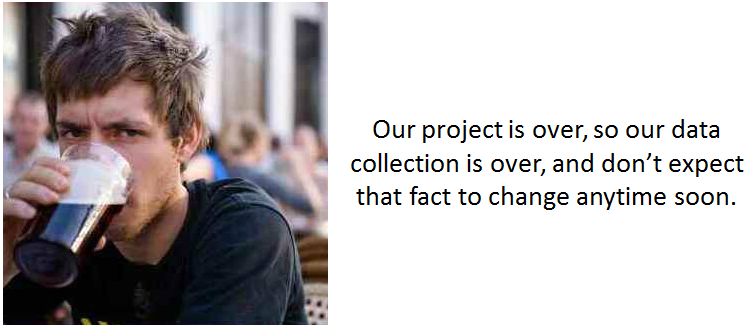 Our project is over, so our data
collection is over, and don’t expect
that fact to change anytime soon.